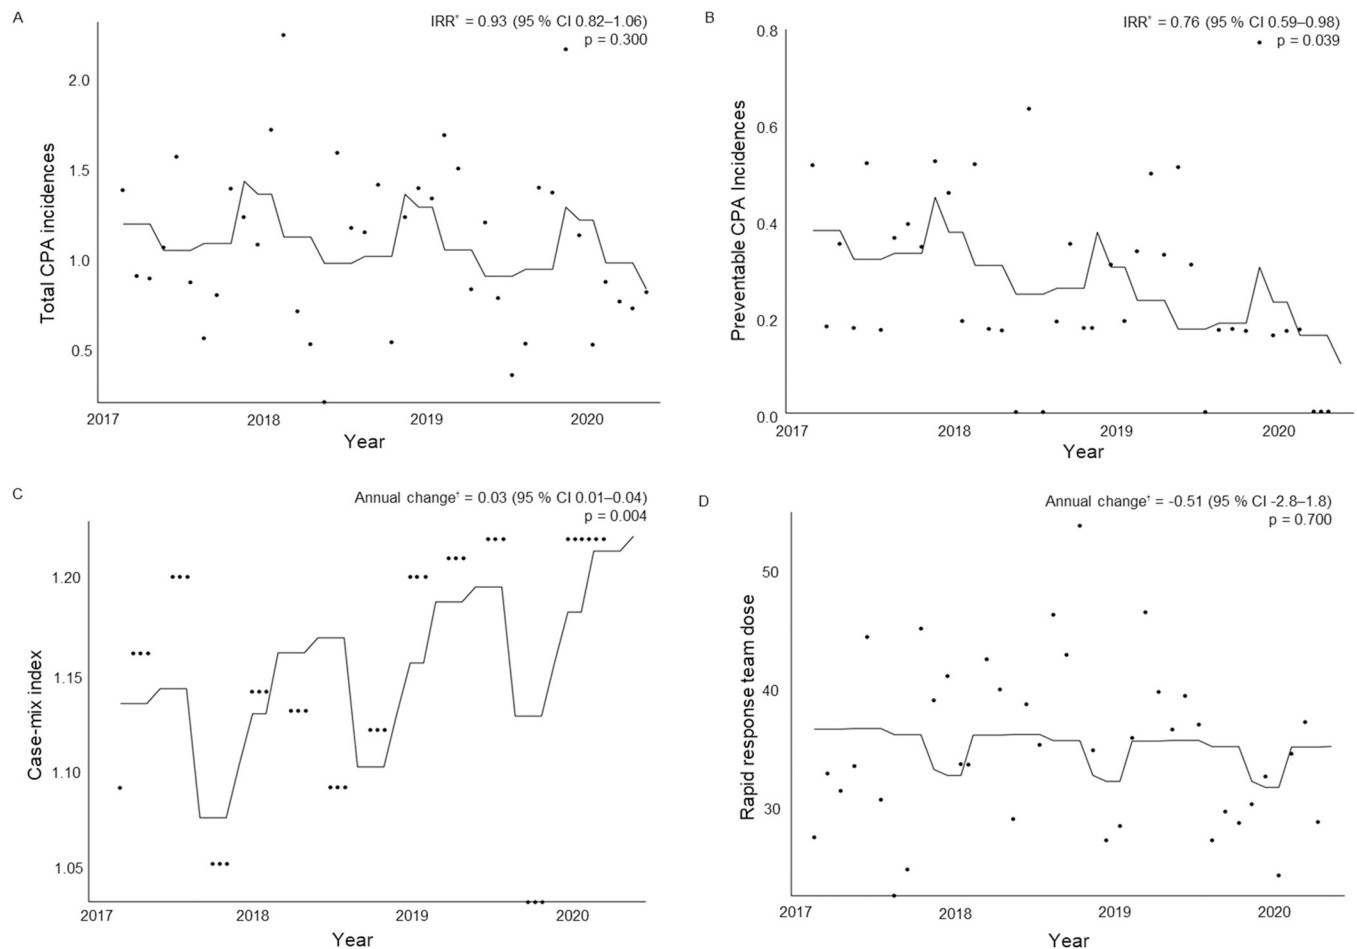 A
IRR* = 0.93 (95 % CI 0.82–1.06)
p = 0.300
Total CPA incidences
2.0
1.5
1.0
0.5
2017
2018
2019
2020
Year
B
IRR* = 0.76 (95 % CI 0.59–0.98)
p = 0.039
Preventable CPA Incidences
0.8
0.6
0.4
0.2
0.0
2017
2018
2019
2020
Year
C
Annual change† = 0.03 (95 % CI 0.01–0.04)
p = 0.004
Case-mix index
1.20
1.15
1.10
1.05
2017
2018
2019
2020
Year
D
Annual change† = -0.51 (95 % CI -2.8–1.8)
p = 0.700
Rapid response team dose
50
40
30
2017
2018
2019
2020
Year